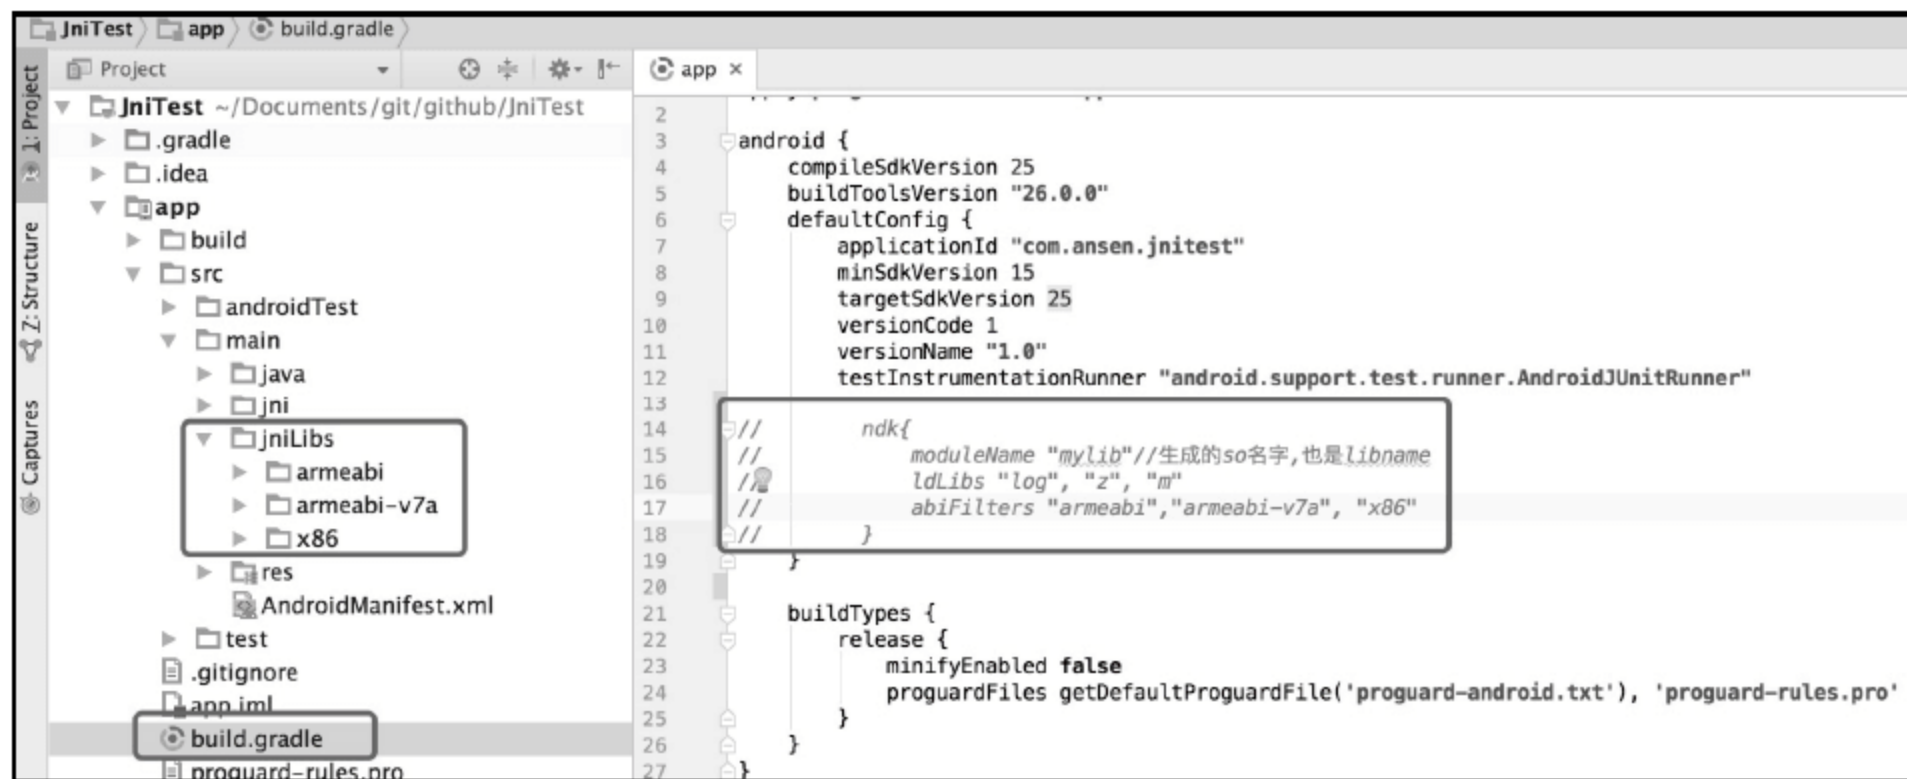 JniTest app build.gradle
Project
app ×
1: Project
Z: Structure
Captures
JniTest ~/Documents/git/github/JniTest
.gradle
.idea
app
build
src
androidTest
main
java
jni
jniLibs
armeabi
armeabi-v7a
x86
res
AndroidManifest.xml
test
.gitignore
app.iml
build.gradle
proguard-rules.pro
2
3 android {
4 compileSdkVersion 25
5 buildToolsVersion "26.0.0"
6 defaultConfig {
7 applicationId "com.ansen.jnitest"
8 minSdkVersion 15
9 targetSdkVersion 25
10 versionCode 1
11 versionName "1.0"
12 testInstrumentationRunner "android.support.test.runner.AndroidJUnitRunner"
13
14 // ndk{
15 // moduleName "mylib"//生成的so名字,也是libname
16 // ldLibs "log", "z", "m"
17 // abiFilters "armeabi","armeabi-v7a", "x86"
18 // }
19 }
20
21 buildTypes {
22 release {
23 minifyEnabled false
24 proguardFiles getDefaultProguardFile('proguard-android.txt'), 'proguard-rules.pro'
25 }
26 }
27 }